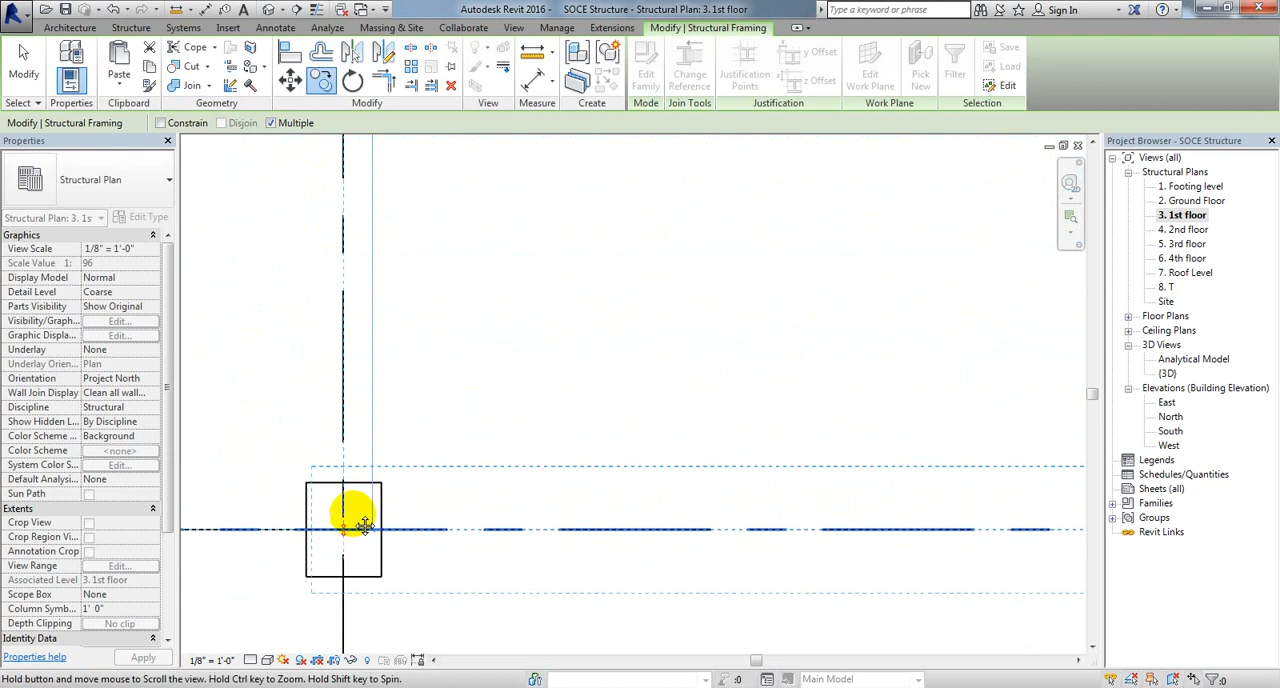 Autodesk Revit 2016 - SOCE Structure - Structural Plan: 3. 1st floor
Type a keyword or phrase
Sign In
Architecture Structure Systems Insert Annotate Analyze Massing & Site Collaborate View Manage Extensions Modify | Structural Framing
Modify
Paste
Cope
Cut
Join
Edit Family
Change Reference
Justification Points
y Offset
z Offset
Edit Work Plane
Pick New
Filter
Save
Load
Edit
Select Properties Clipboard Geometry Modify View Measure Create Mode Join Tools Justification Work Plane Selection
Modify | Structural Framing Constrain Disjoin Multiple
Properties
Structural Plan
Structural Plan: 3. 1s Edit Type
Graphics
View Scale 1/8" = 1'-0"
Scale Value 1: 96
Display Model Normal
Detail Level Coarse
Parts Visibility Show Original
Visibility/Graph... Edit...
Graphic Displa... Edit...
Underlay None
Underlay Orien... Plan
Orientation Project North
Wall Join Display Clean all wall...
Discipline Structural
Show Hidden L... By Discipline
Color Scheme ... Background
Color Scheme <none>
System Color S... Edit...
Default Analysi... None
Sun Path
Extents
Crop View
Crop Region Vi...
Annotation Crop
View Range Edit...
Associated Level 3. 1st floor
Scope Box None
Column Symb... 1' 0"
Depth Clipping No clip
Identity Data
Properties help Apply
2D
1/8" = 1'-0"
Project Browser - SOCE Structure
Views (all)
Structural Plans
1. Footing level
2. Ground Floor
3. 1st floor
4. 2nd floor
5. 3rd floor
6. 4th floor
7. Roof Level
8. T
Site
Floor Plans
Ceiling Plans
3D Views
Analytical Model
{3D}
Elevations (Building Elevation)
East
North
South
West
Legends
Schedules/Quantities
Sheets (all)
Families
Groups
Revit Links
Hold button and move mouse to Scroll the view. Hold Ctrl key to Zoom. Hold Shift key to Spin. :0 Main Model :0